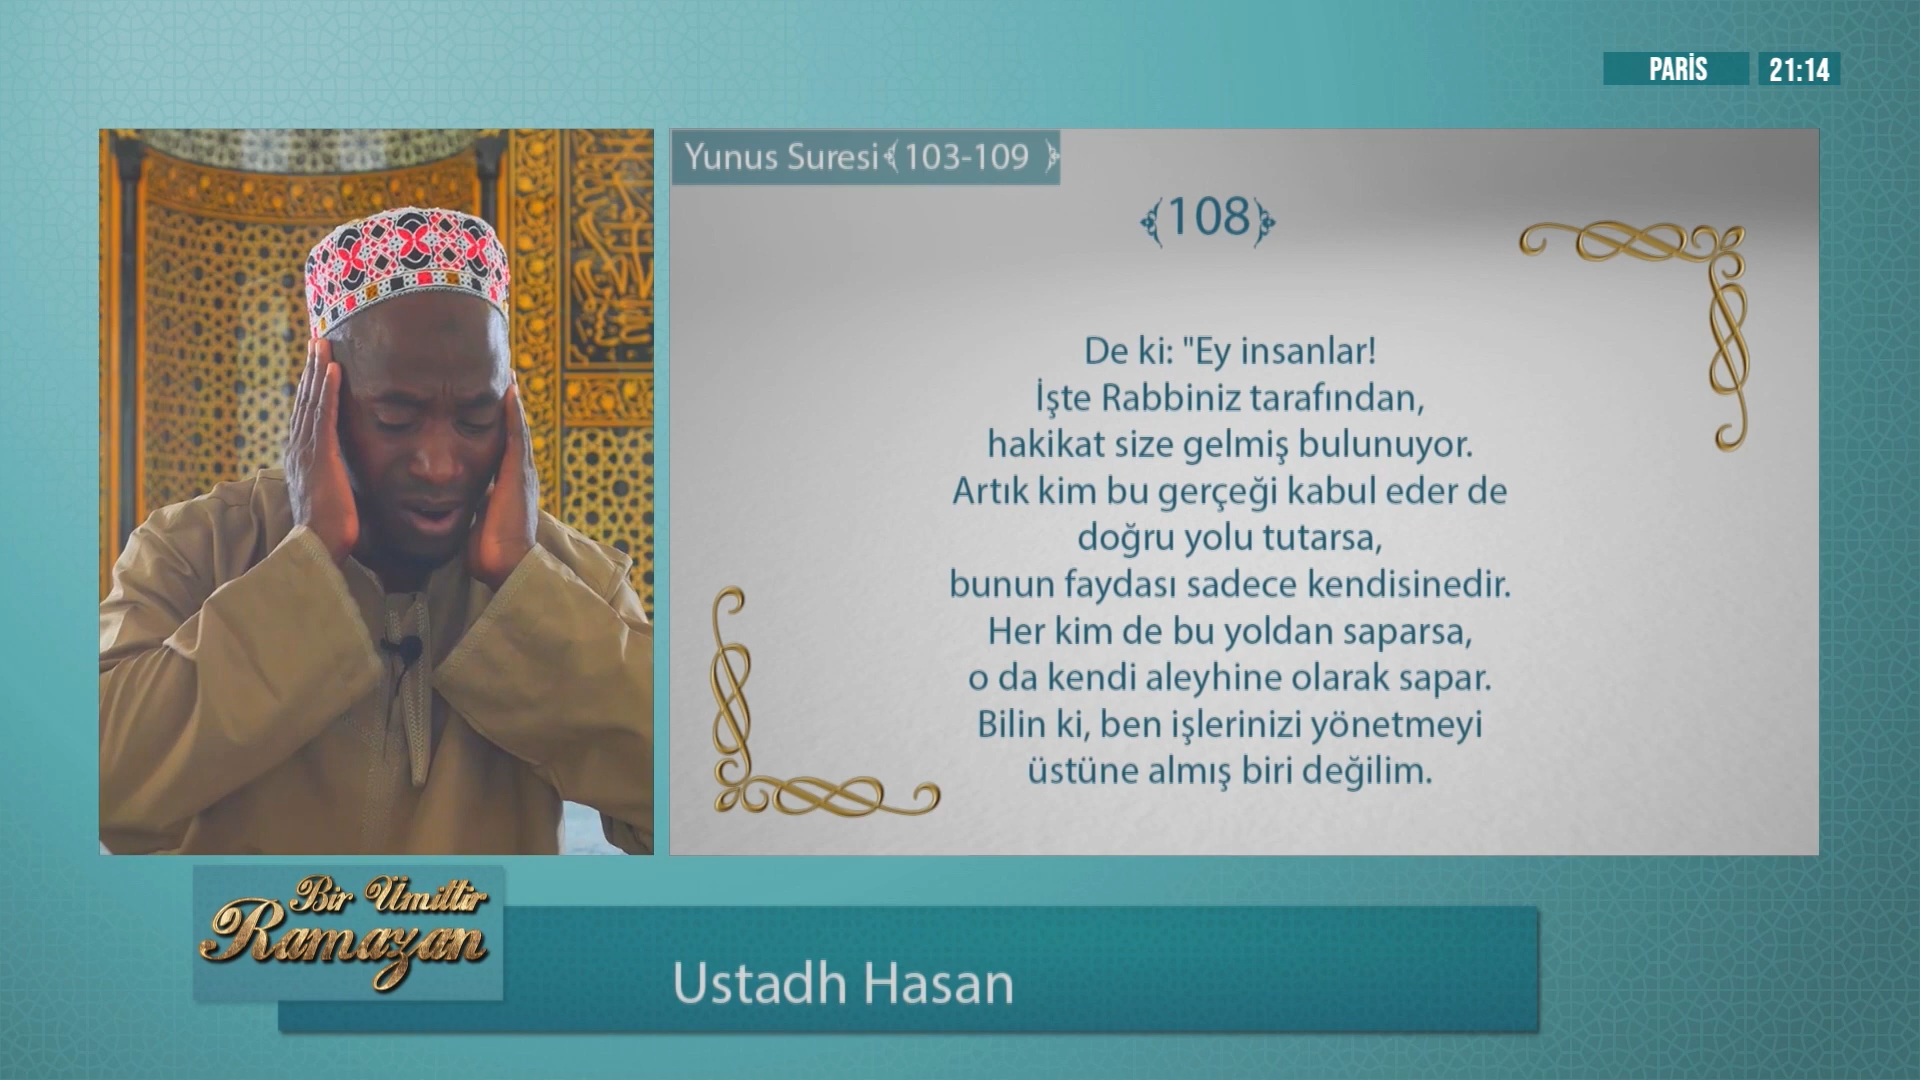 PARİS 21:14
Yunus Suresi 103-109
108
De ki: "Ey insanlar!
İşte Rabbiniz tarafından,
hakikat size gelmiş bulunuyor.
Artık kim bu gerçeği kabul eder de
doğru yolu tutarsa,
bunun faydası sadece kendisinedir.
Her kim de bu yoldan saparsa,
o da kendi aleyhine olarak sapar.
Bilin ki, ben işlerinizi yönetmeyi
üstüne almış biri değilim.
Bir Ümittir
Ramazan
Ustadh Hasan